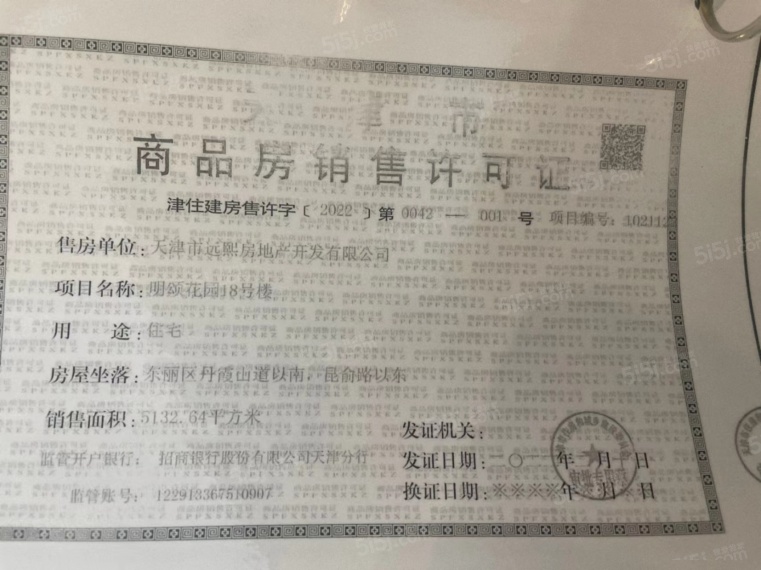 天津市
商品房销售许可证
津住建房售许字〔2022〕第0042—001号 项目编号:102112
售房单位:天津市远熙房地产开发有限公司
项目名称:朗颂花园18号楼
用途:住宅
房屋坐落:东丽区丹霞山道以南,昆俞路以东
销售面积:5132.64平方米
监管开户银行:招商银行股份有限公司天津分行
监管账号:122913367510907
发证机关:
发证日期:年月日
换证日期:※※※※年※月※日
5i5j.com